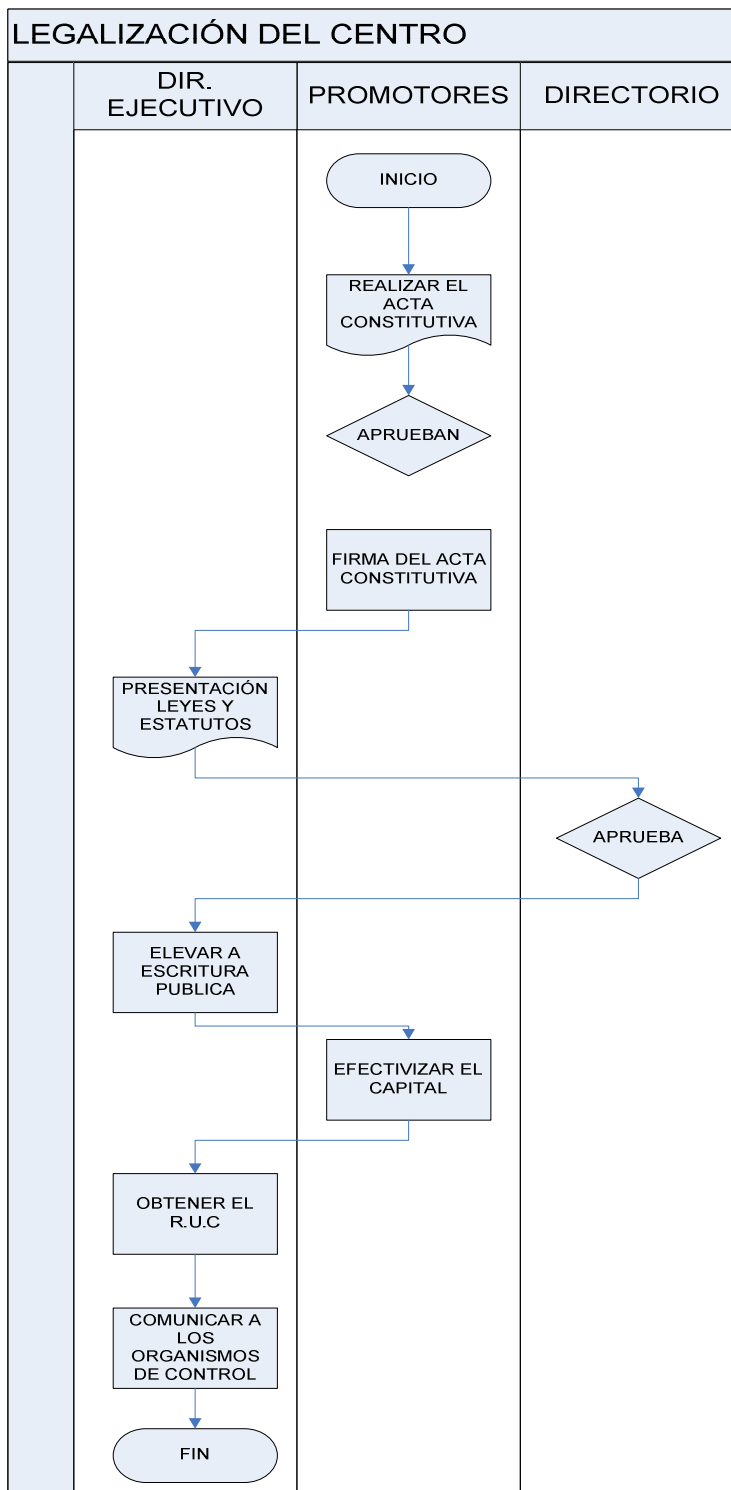 LEGALIZACIÓN DEL CENTRO
DIR.
EJECUTIVO
PROMOTORES
DIRECTORIO
INICIO
REALIZAR EL
ACTA
CONSTITUTIVA
APRUEBAN
FIRMA DEL ACTA
CONSTITUTIVA
PRESENTACIÓN
LEYES Y
ESTATUTOS
APRUEBA
ELEVAR A
ESCRITURA
PUBLICA
EFECTIVIZAR EL
CAPITAL
OBTENER EL
R.U.C
COMUNICAR A
LOS
ORGANISMOS
DE CONTROL
FIN